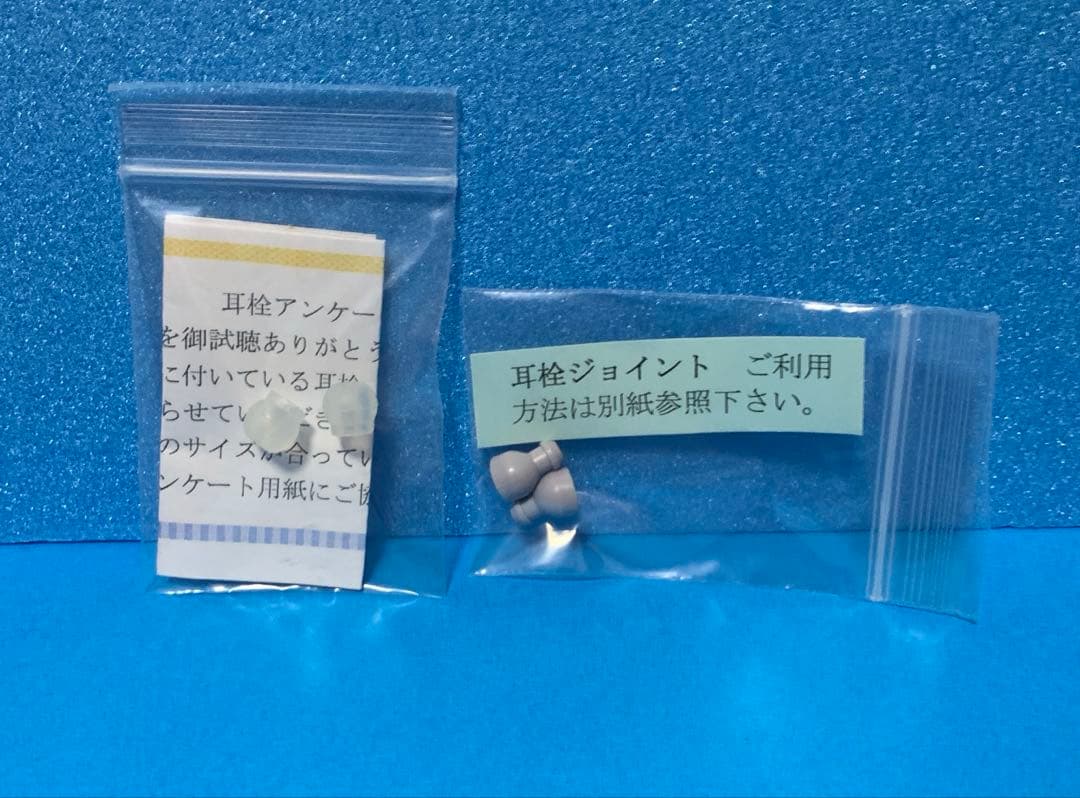 耳栓アンケー
を御試聴ありがとう
に付いている耳栓
らせてい だき
のサイズが合ってい
ンケート用紙にご協
耳栓ジョイント　ご利用
方法は別紙参照下さい。